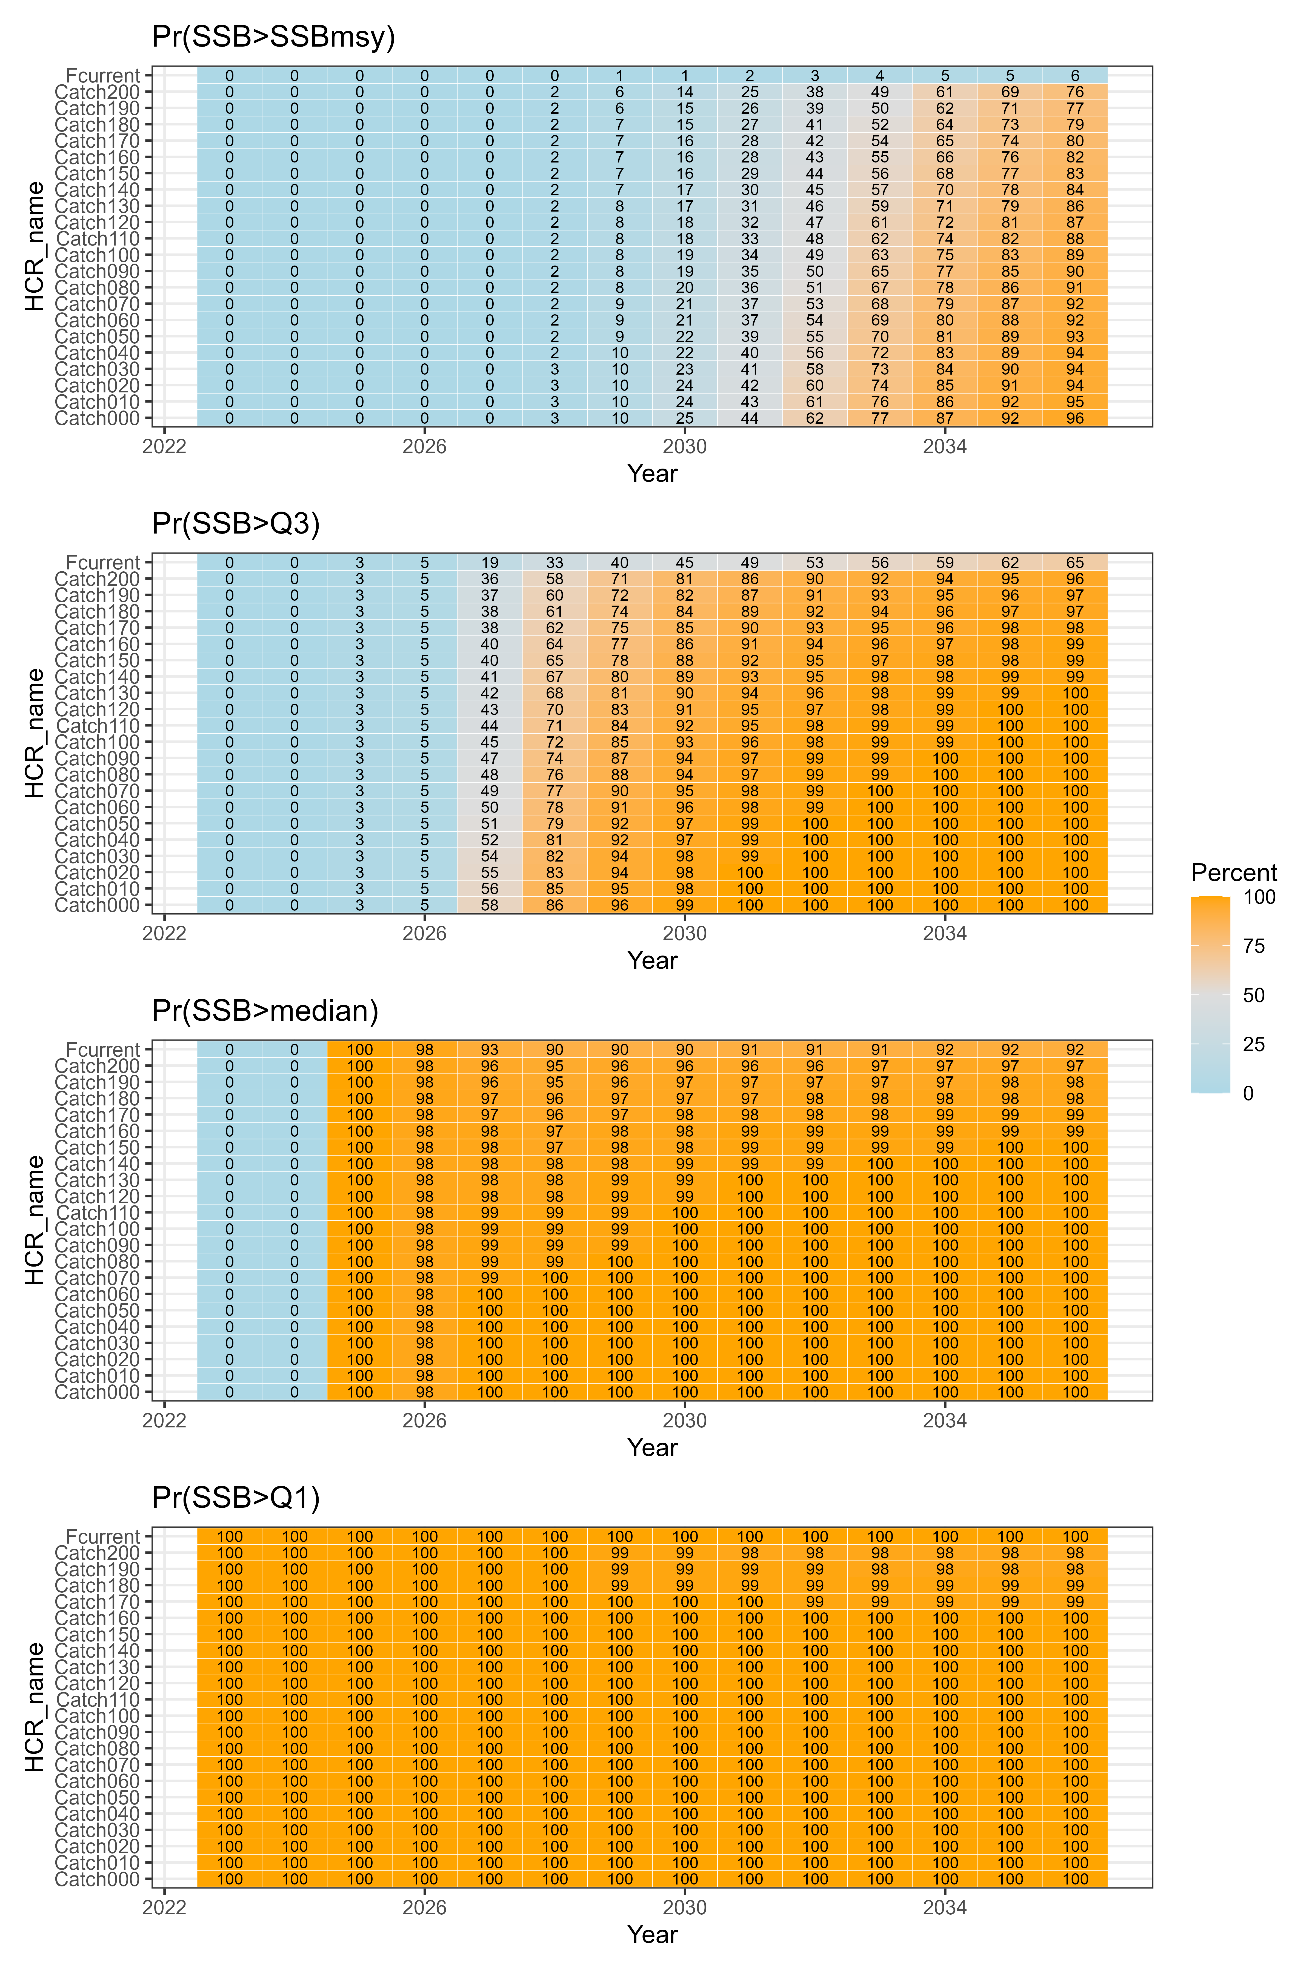 Pr(SSB>SSBmsy)
HCR_name
Fcurrent 0 0 0 0 0 0 1 1 2 3 4 5 5 6
Catch200 0 0 0 0 0 2 6 14 25 38 49 61 69 76
Catch190 0 0 0 0 0 2 6 15 26 39 50 62 71 77
Catch180 0 0 0 0 0 2 7 15 27 41 52 64 73 79
Catch170 0 0 0 0 0 2 7 16 28 42 54 65 74 80
Catch160 0 0 0 0 0 2 7 16 28 43 55 66 76 82
Catch150 0 0 0 0 0 2 7 16 29 44 56 68 77 83
Catch140 0 0 0 0 0 2 7 17 30 45 57 70 78 84
Catch130 0 0 0 0 0 2 8 17 31 46 59 71 79 86
Catch120 0 0 0 0 0 2 8 18 32 47 61 72 81 87
Catch110 0 0 0 0 0 2 8 18 33 48 62 74 82 88
Catch100 0 0 0 0 0 2 8 19 34 49 63 75 83 89
Catch090 0 0 0 0 0 2 8 19 35 50 65 77 85 90
Catch080 0 0 0 0 0 2 8 20 36 51 67 78 86 91
Catch070 0 0 0 0 0 2 9 21 37 53 68 79 87 92
Catch060 0 0 0 0 0 2 9 21 37 54 69 80 88 92
Catch050 0 0 0 0 0 2 9 22 39 55 70 81 89 93
Catch040 0 0 0 0 0 2 10 22 40 56 72 83 89 94
Catch030 0 0 0 0 0 3 10 23 41 58 73 84 90 94
Catch020 0 0 0 0 0 3 10 24 42 60 74 85 91 94
Catch010 0 0 0 0 0 3 10 24 43 61 76 86 92 95
Catch000 0 0 0 0 0 3 10 25 44 62 77 87 92 96
2022 2026 2030 2034
Year
Pr(SSB>Q3)
HCR_name
Fcurrent 0 0 3 5 19 33 40 45 49 53 56 59 62 65
Catch200 0 0 3 5 36 58 71 81 86 90 92 94 95 96
Catch190 0 0 3 5 37 60 72 82 87 91 93 95 96 97
Catch180 0 0 3 5 38 61 74 84 89 92 94 96 97 97
Catch170 0 0 3 5 38 62 75 85 90 93 95 96 98 98
Catch160 0 0 3 5 40 64 77 86 91 94 96 97 98 99
Catch150 0 0 3 5 40 65 78 88 92 95 97 98 98 99
Catch140 0 0 3 5 41 67 80 89 93 95 98 98 99 99
Catch130 0 0 3 5 42 68 81 90 94 96 98 99 99 100
Catch120 0 0 3 5 43 70 83 91 95 97 98 99 100 100
Catch110 0 0 3 5 44 71 84 92 95 98 99 99 100 100
Catch100 0 0 3 5 45 72 85 93 96 98 99 99 100 100
Catch090 0 0 3 5 47 74 87 94 97 99 99 100 100 100
Catch080 0 0 3 5 48 76 88 94 97 99 99 100 100 100
Catch070 0 0 3 5 49 77 90 95 98 99 100 100 100 100
Catch060 0 0 3 5 50 78 91 96 98 99 100 100 100 100
Catch050 0 0 3 5 51 79 92 97 99 100 100 100 100 100
Catch040 0 0 3 5 52 81 92 97 99 100 100 100 100 100
Catch030 0 0 3 5 54 82 94 98 99 100 100 100 100 100
Catch020 0 0 3 5 55 83 94 98 100 100 100 100 100 100
Catch010 0 0 3 5 56 85 95 98 100 100 100 100 100 100
Catch000 0 0 3 5 58 86 96 99 100 100 100 100 100 100
2022 2026 2030 2034
Year
Pr(SSB>median)
HCR_name
Fcurrent 0 0 100 98 93 90 90 90 91 91 91 92 92 92
Catch200 0 0 100 98 96 95 96 96 96 96 97 97 97 97
Catch190 0 0 100 98 96 95 96 97 97 97 97 97 98 98
Catch180 0 0 100 98 97 96 97 97 97 98 98 98 98 98
Catch170 0 0 100 98 97 96 97 98 98 98 98 99 99 99
Catch160 0 0 100 98 98 97 98 98 99 99 99 99 99 99
Catch150 0 0 100 98 98 97 98 98 99 99 99 99 100 100
Catch140 0 0 100 98 98 98 98 99 99 99 100 100 100 100
Catch130 0 0 100 98 98 98 99 99 100 100 100 100 100 100
Catch120 0 0 100 98 98 98 99 99 100 100 100 100 100 100
Catch110 0 0 100 98 99 99 99 100 100 100 100 100 100 100
Catch100 0 0 100 98 99 99 99 100 100 100 100 100 100 100
Catch090 0 0 100 98 99 99 99 100 100 100 100 100 100 100
Catch080 0 0 100 98 99 99 100 100 100 100 100 100 100 100
Catch070 0 0 100 98 99 100 100 100 100 100 100 100 100 100
Catch060 0 0 100 98 100 100 100 100 100 100 100 100 100 100
Catch050 0 0 100 98 100 100 100 100 100 100 100 100 100 100
Catch040 0 0 100 98 100 100 100 100 100 100 100 100 100 100
Catch030 0 0 100 98 100 100 100 100 100 100 100 100 100 100
Catch020 0 0 100 98 100 100 100 100 100 100 100 100 100 100
Catch010 0 0 100 98 100 100 100 100 100 100 100 100 100 100
Catch000 0 0 100 98 100 100 100 100 100 100 100 100 100 100
2022 2026 2030 2034
Year
Pr(SSB>Q1)
HCR_name
Fcurrent 100 100 100 100 100 100 100 100 100 100 100 100 100 100
Catch200 100 100 100 100 100 100 99 99 98 98 98 98 98 98
Catch190 100 100 100 100 100 100 99 99 99 99 98 98 98 98
Catch180 100 100 100 100 100 100 99 99 99 99 99 99 99 99
Catch170 100 100 100 100 100 100 100 100 100 99 99 99 99 99
Catch160 100 100 100 100 100 100 100 100 100 100 100 100 100 100
Catch150 100 100 100 100 100 100 100 100 100 100 100 100 100 100
Catch140 100 100 100 100 100 100 100 100 100 100 100 100 100 100
Catch130 100 100 100 100 100 100 100 100 100 100 100 100 100 100
Catch120 100 100 100 100 100 100 100 100 100 100 100 100 100 100
Catch110 100 100 100 100 100 100 100 100 100 100 100 100 100 100
Catch100 100 100 100 100 100 100 100 100 100 100 100 100 100 100
Catch090 100 100 100 100 100 100 100 100 100 100 100 100 100 100
Catch080 100 100 100 100 100 100 100 100 100 100 100 100 100 100
Catch070 100 100 100 100 100 100 100 100 100 100 100 100 100 100
Catch060 100 100 100 100 100 100 100 100 100 100 100 100 100 100
Catch050 100 100 100 100 100 100 100 100 100 100 100 100 100 100
Catch040 100 100 100 100 100 100 100 100 100 100 100 100 100 100
Catch030 100 100 100 100 100 100 100 100 100 100 100 100 100 100
Catch020 100 100 100 100 100 100 100 100 100 100 100 100 100 100
Catch010 100 100 100 100 100 100 100 100 100 100 100 100 100 100
Catch000 100 100 100 100 100 100 100 100 100 100 100 100 100 100
2022 2026 2030 2034
Year
Percent
100
75
50
25
0